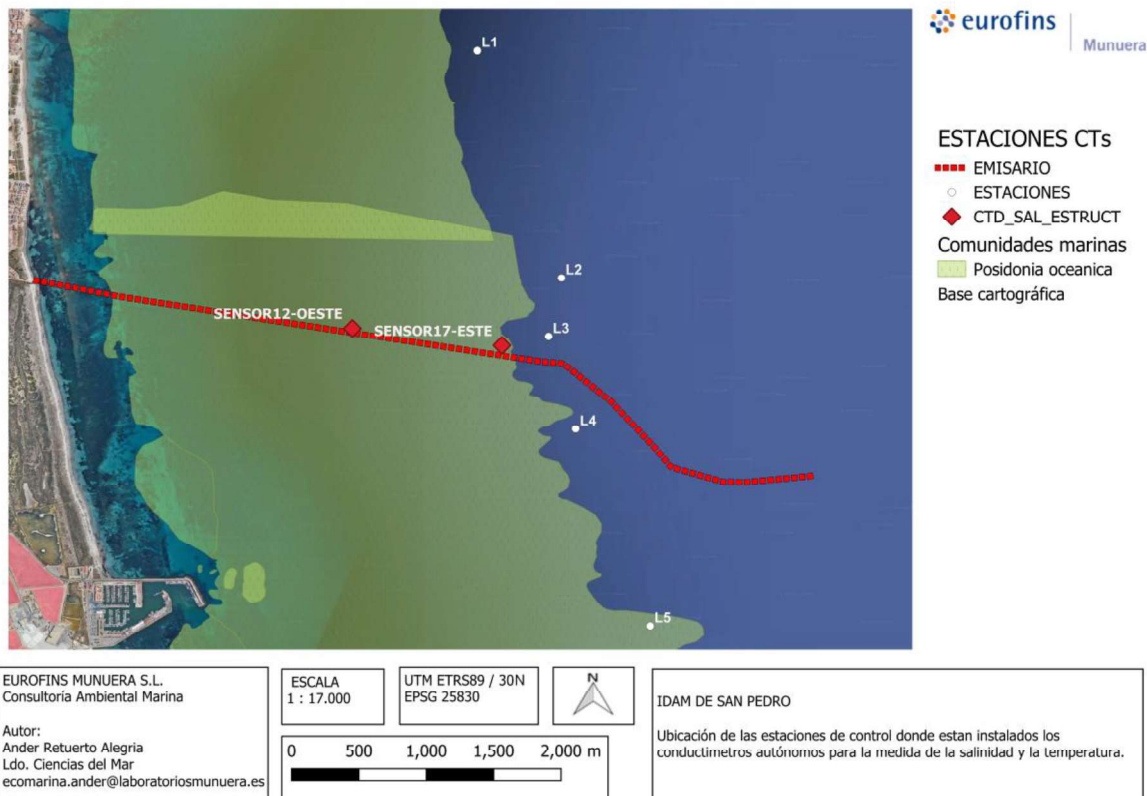 eurofins
Munuera
L1
L2
L3
L4
L5
SENSOR12-OESTE
SENSOR17-ESTE
ESTACIONES CTs
EMISARIO
ESTACIONES
CTD_SAL_ESTRUCT
Comunidades marinas
Posidonia oceanica
Base cartográfica
EUROFINS MUNUERA S.L.
Consultoria Ambiental Marina
Autor:
Ander Retuerto Alegria
Ldo. Ciencias del Mar
ecomarina.ander@laboratoriosmunuera.es
ESCALA
1 : 17.000
UTM ETRS89 / 30N
EPSG 25830
N
0 500 1,000 1,500 2,000 m
IDAM DE SAN PEDRO
Ubicación de las estaciones de control donde estan instalados los
conductímetros autónomos para la medida de la salinidad y la temperatura.